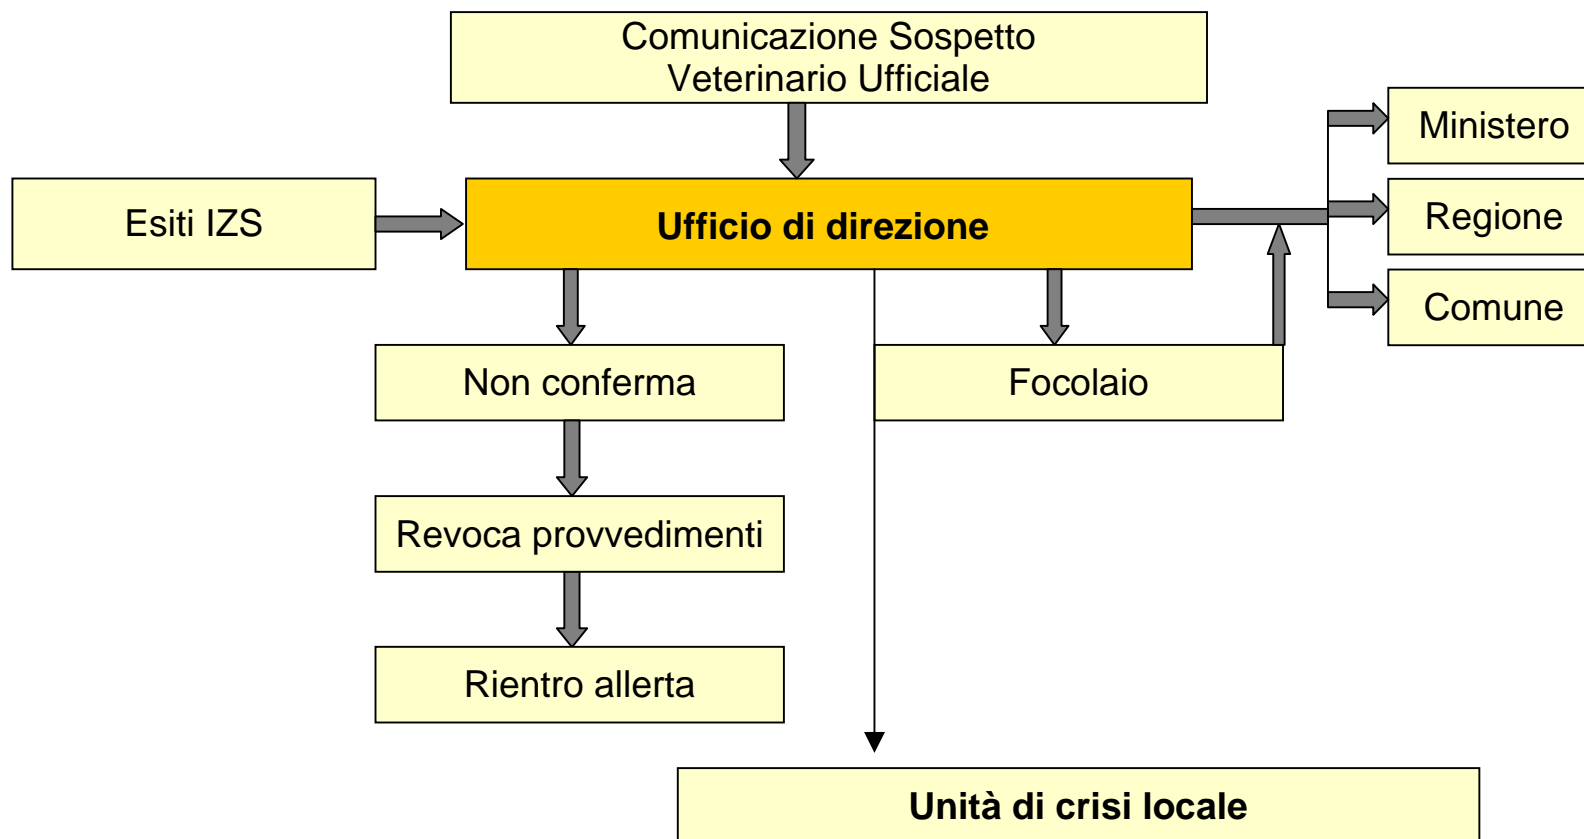 Comunicazione Sospetto
Veterinario Ufficiale
Ministero
Esiti IZS
Ufficio di direzione
Regione
Comune
Non conferma
Focolaio
Revoca provvedimenti
Rientro allerta
Unità di crisi locale